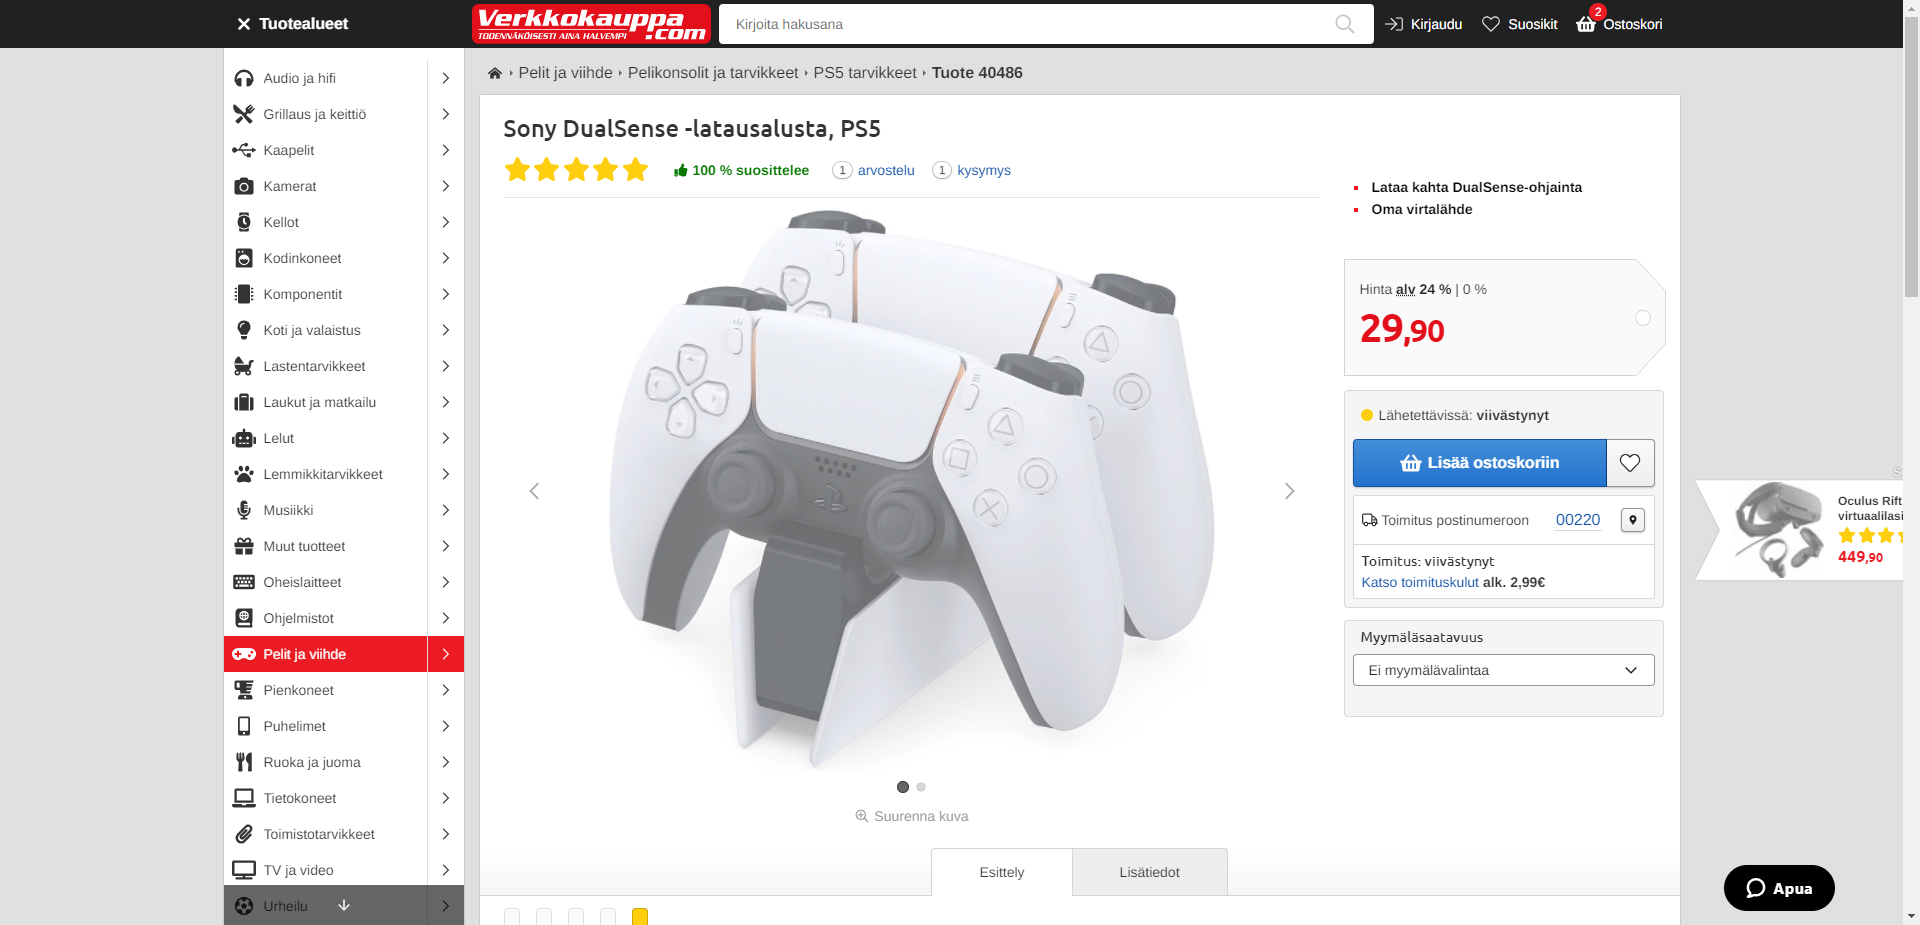 Tuotealueet
Verkkokauppa.com
TODENNÄKÖISESTI AINA HALVEMPI
Kirjoita hakusana
Kirjaudu
Suosikit
2
Ostoskori
Audio ja hifi
Grillaus ja keittiö
Kaapelit
Kamerat
Kellot
Kodinkoneet
Komponentit
Koti ja valaistus
Lastentarvikkeet
Laukut ja matkailu
Lelut
Lemmikkitarvikkeet
Musiikki
Muut tuotteet
Oheislaitteet
Ohjelmistot
Pelit ja viihde
Pienkoneet
Puhelimet
Ruoka ja juoma
Tietokoneet
Toimistotarvikkeet
TV ja video
Urheilu
Pelit ja viihde
Pelikonsolit ja tarvikkeet
PS5 tarvikkeet
Tuote 40486
Sony DualSense -latausalusta, PS5
100 % suosittelee
1 arvostelu
1 kysymys
Suurenna kuva
Esittely
Lisätiedot
Lataa kahta DualSense-ohjainta
Oma virtalähde
Hinta alv 24 % | 0 %
29,90
Lähetettävissä: viivästynyt
Lisää ostoskoriin
Toimitus postinumeroon 00220
Toimitus: viivästynyt
Katso toimituskulut alk. 2,99€
Myymäläsaatavuus
Ei myymälävalintaa
Oculus Rift
virtuaalilasi
449,90
Apua